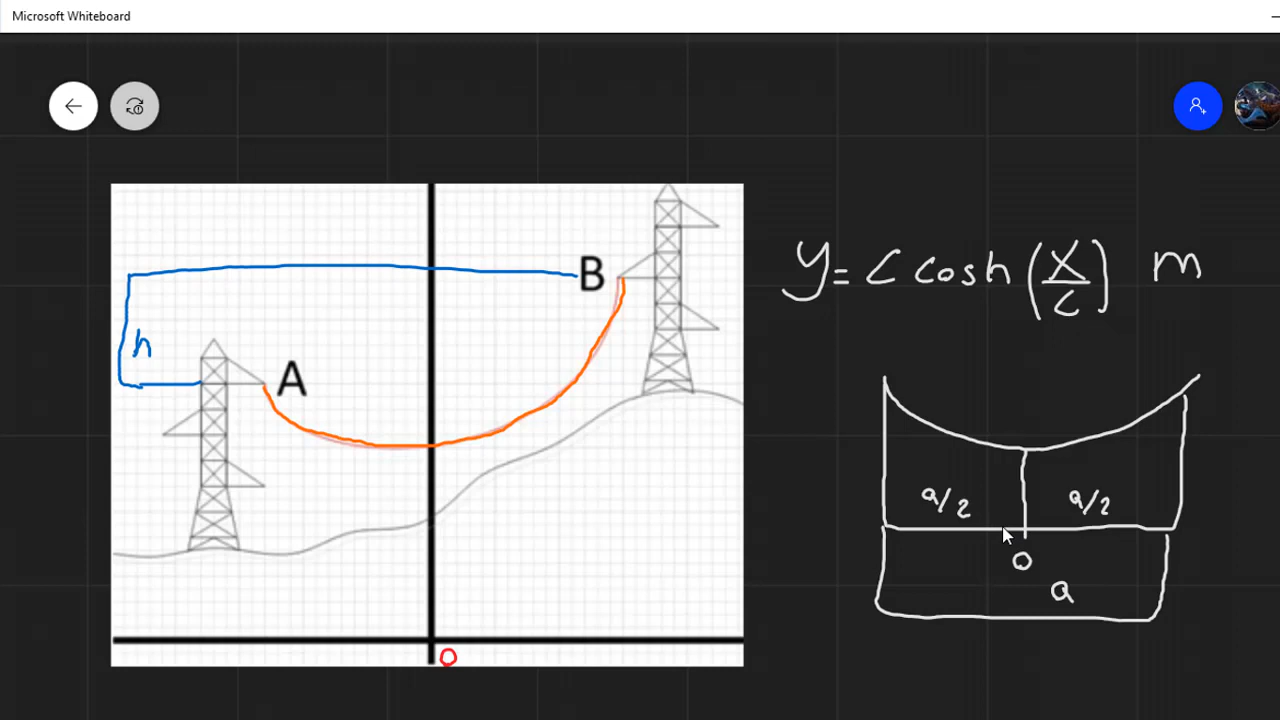 Microsoft Whiteboard
B
h
A
O
y = c cosh (x/c) m
a/2 a/2
O
a